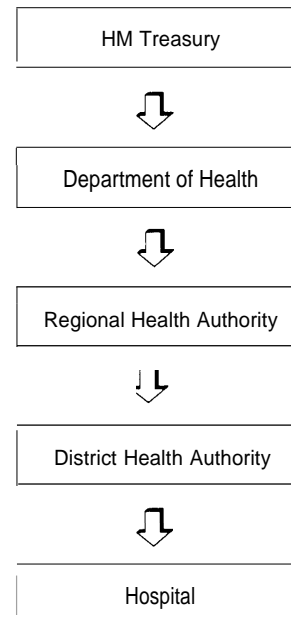 HM Treasury
Department of Health
Regional Health Authority
District Health Authority
Hospital